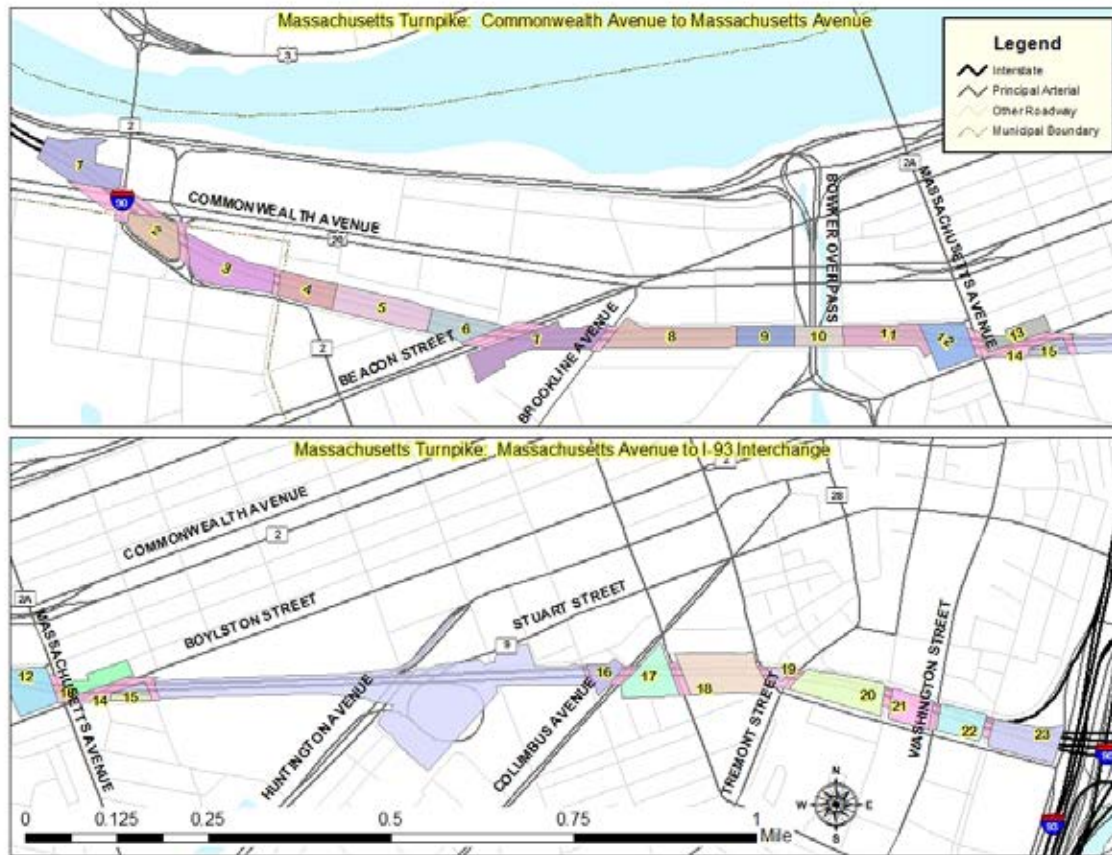 Massachusetts Turnpike: Commonwealth Avenue to Massachusetts Avenue
Legend
Interstate
Principal Arterial
Other Roadway
Municipal Boundary
3
2
2A
1
90
2
COMMONWEALTH AVENUE
20
3
4
5
6
7
8
9
10
11
12
13
14
15
BEACON STREET
BROOKLINE AVENUE
BOWKER OVERPASS
MASSACHUSETTS AVENUE
2
Massachusetts Turnpike: Massachusetts Avenue to I-93 Interchange
COMMONWEALTH AVENUE
2
2
28
2A
BOYLSTON STREET
STUART STREET
9
MASSACHUSETTS AVENUE
12
14
15
16
17
18
19
20
21
22
23
HUNTINGTON AVENUE
COLUMBUS AVENUE
TREMONT STREET
WASHINGTON STREET
90
93
N
W
E
S
0
0.125
0.25
0.5
0.75
1
Mile